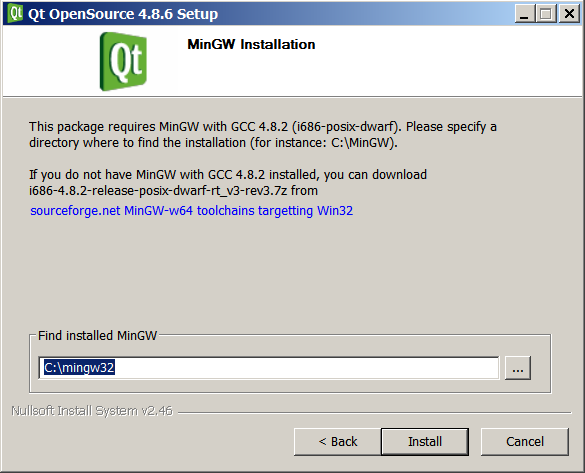 Qt OpenSource 4.8.6 Setup
Qt
MinGW Installation
This package requires MinGW with GCC 4.8.2 (i686-posix-dwarf). Please specify a
directory where to find the installation (for instance: C:\MinGW).
If you do not have MinGW with GCC 4.8.2 installed, you can download
i686-4.8.2-release-posix-dwarf-rt_v3-rev3.7z from
sourceforge.net MinGW-w64 toolchains targetting Win32
Find installed MinGW
C:\mingw32
...
Nullsoft Install System v2.46
< Back Install Cancel